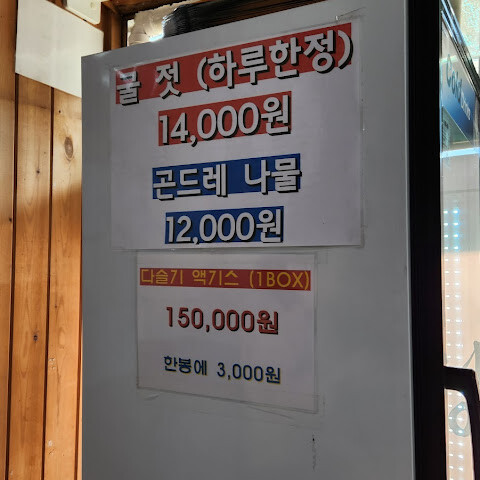 굴 젓 (하루한정)
14,000원
곤드레 나물
12,000원
다슬기 액기스 (1BOX)
150,000원
한봉에 3,000원